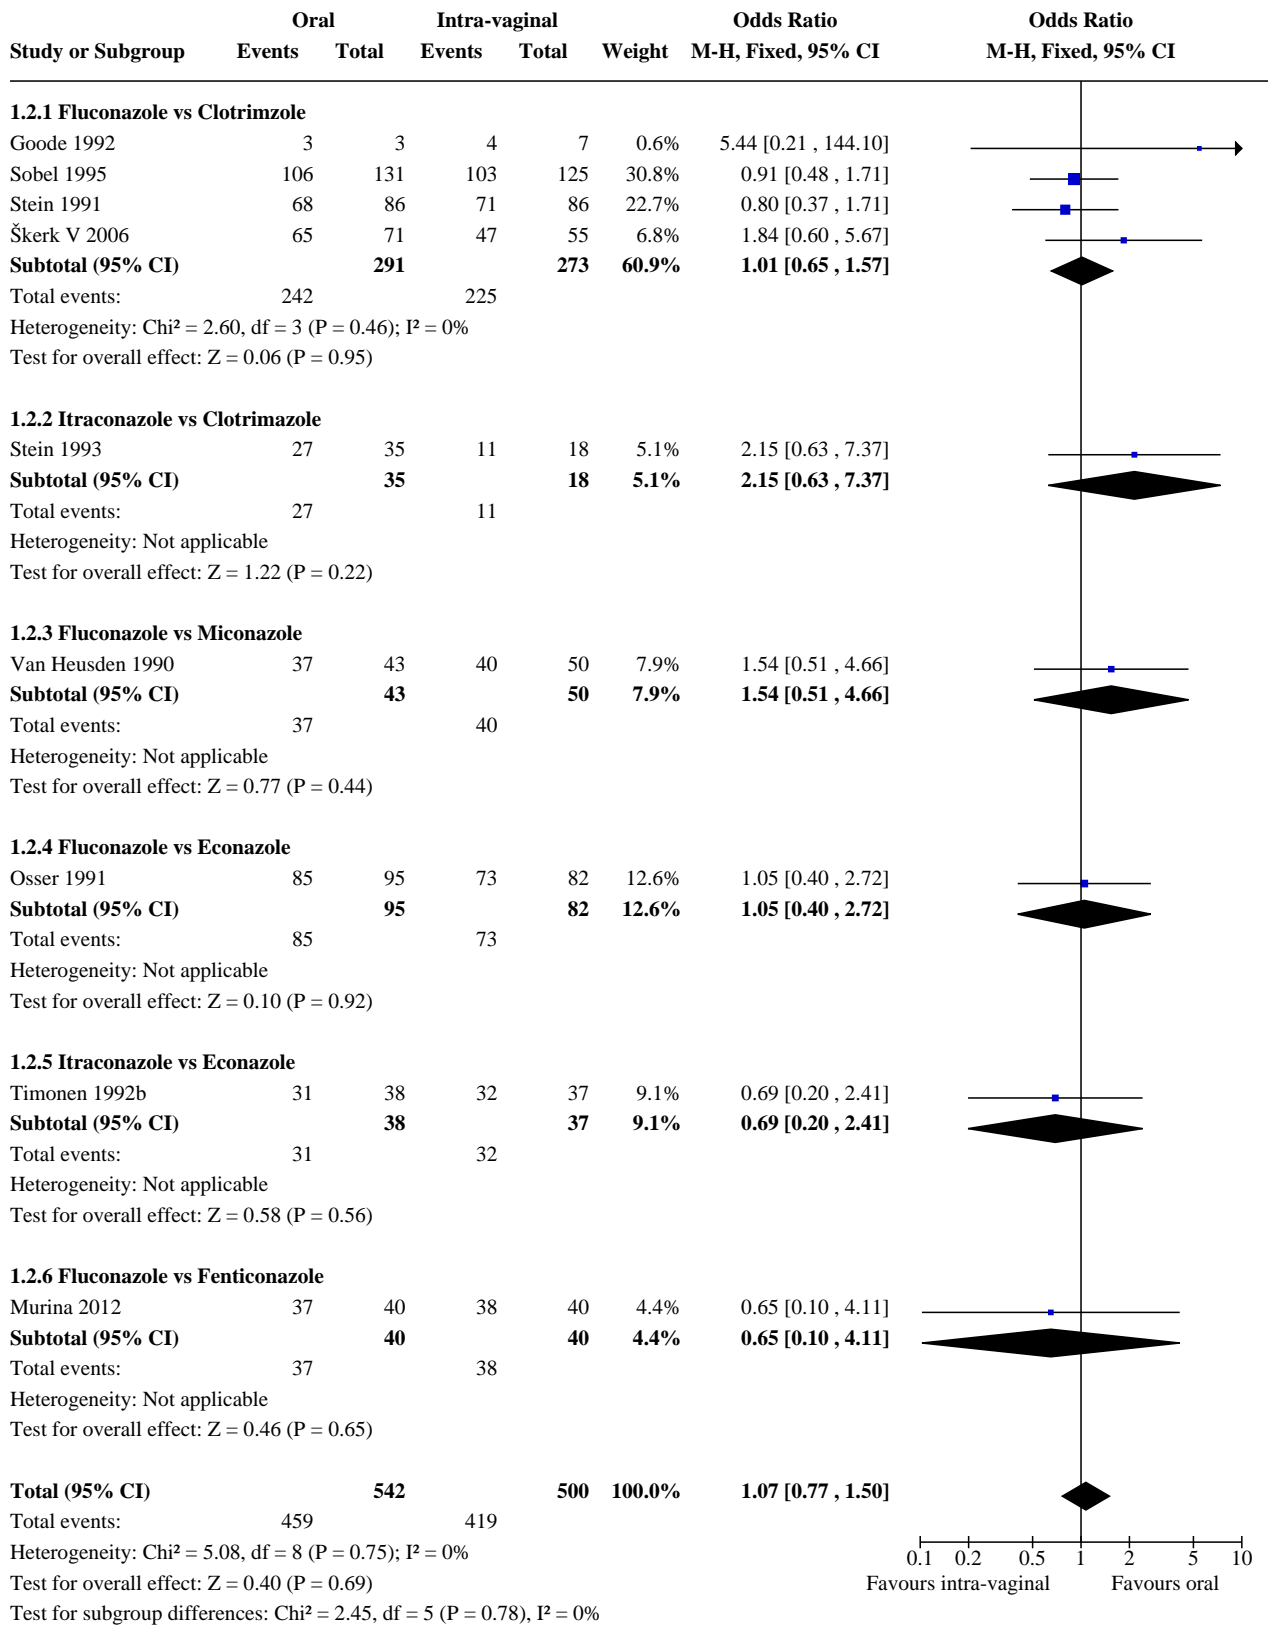 Oral Intra-vaginal Odds Ratio Odds Ratio
Study or Subgroup Events Total Events Total Weight M-H, Fixed, 95% CI M-H, Fixed, 95% CI
1.2.1 Fluconazole vs Clotrimzole
Goode 1992 3 3 4 7 0.6% 5.44 [0.21 , 144.10]
Sobel 1995 106 131 103 125 30.8% 0.91 [0.48 , 1.71]
Stein 1991 68 86 71 86 22.7% 0.80 [0.37 , 1.71]
Škerk V 2006 65 71 47 55 6.8% 1.84 [0.60 , 5.67]
Subtotal (95% CI) 291 273 60.9% 1.01 [0.65 , 1.57]
Total events: 242 225
Heterogeneity: Chi² = 2.60, df = 3 (P = 0.46); I² = 0%
Test for overall effect: Z = 0.06 (P = 0.95)
1.2.2 Itraconazole vs Clotrimazole
Stein 1993 27 35 11 18 5.1% 2.15 [0.63 , 7.37]
Subtotal (95% CI) 35 18 5.1% 2.15 [0.63 , 7.37]
Total events: 27 11
Heterogeneity: Not applicable
Test for overall effect: Z = 1.22 (P = 0.22)
1.2.3 Fluconazole vs Miconazole
Van Heusden 1990 37 43 40 50 7.9% 1.54 [0.51 , 4.66]
Subtotal (95% CI) 43 50 7.9% 1.54 [0.51 , 4.66]
Total events: 37 40
Heterogeneity: Not applicable
Test for overall effect: Z = 0.77 (P = 0.44)
1.2.4 Fluconazole vs Econazole
Osser 1991 85 95 73 82 12.6% 1.05 [0.40 , 2.72]
Subtotal (95% CI) 95 82 12.6% 1.05 [0.40 , 2.72]
Total events: 85 73
Heterogeneity: Not applicable
Test for overall effect: Z = 0.10 (P = 0.92)
1.2.5 Itraconazole vs Econazole
Timonen 1992b 31 38 32 37 9.1% 0.69 [0.20 , 2.41]
Subtotal (95% CI) 38 37 9.1% 0.69 [0.20 , 2.41]
Total events: 31 32
Heterogeneity: Not applicable
Test for overall effect: Z = 0.58 (P = 0.56)
1.2.6 Fluconazole vs Fenticonazole
Murina 2012 37 40 38 40 4.4% 0.65 [0.10 , 4.11]
Subtotal (95% CI) 40 40 4.4% 0.65 [0.10 , 4.11]
Total events: 37 38
Heterogeneity: Not applicable
Test for overall effect: Z = 0.46 (P = 0.65)
Total (95% CI) 542 500 100.0% 1.07 [0.77 , 1.50]
Total events: 459 419
Heterogeneity: Chi² = 5.08, df = 8 (P = 0.75); I² = 0%
0.1 0.2 0.5 1 2 5 10
Test for overall effect: Z = 0.40 (P = 0.69)
Favours intra-vaginal Favours oral
Test for subgroup differences: Chi² = 2.45, df = 5 (P = 0.78), I² = 0%